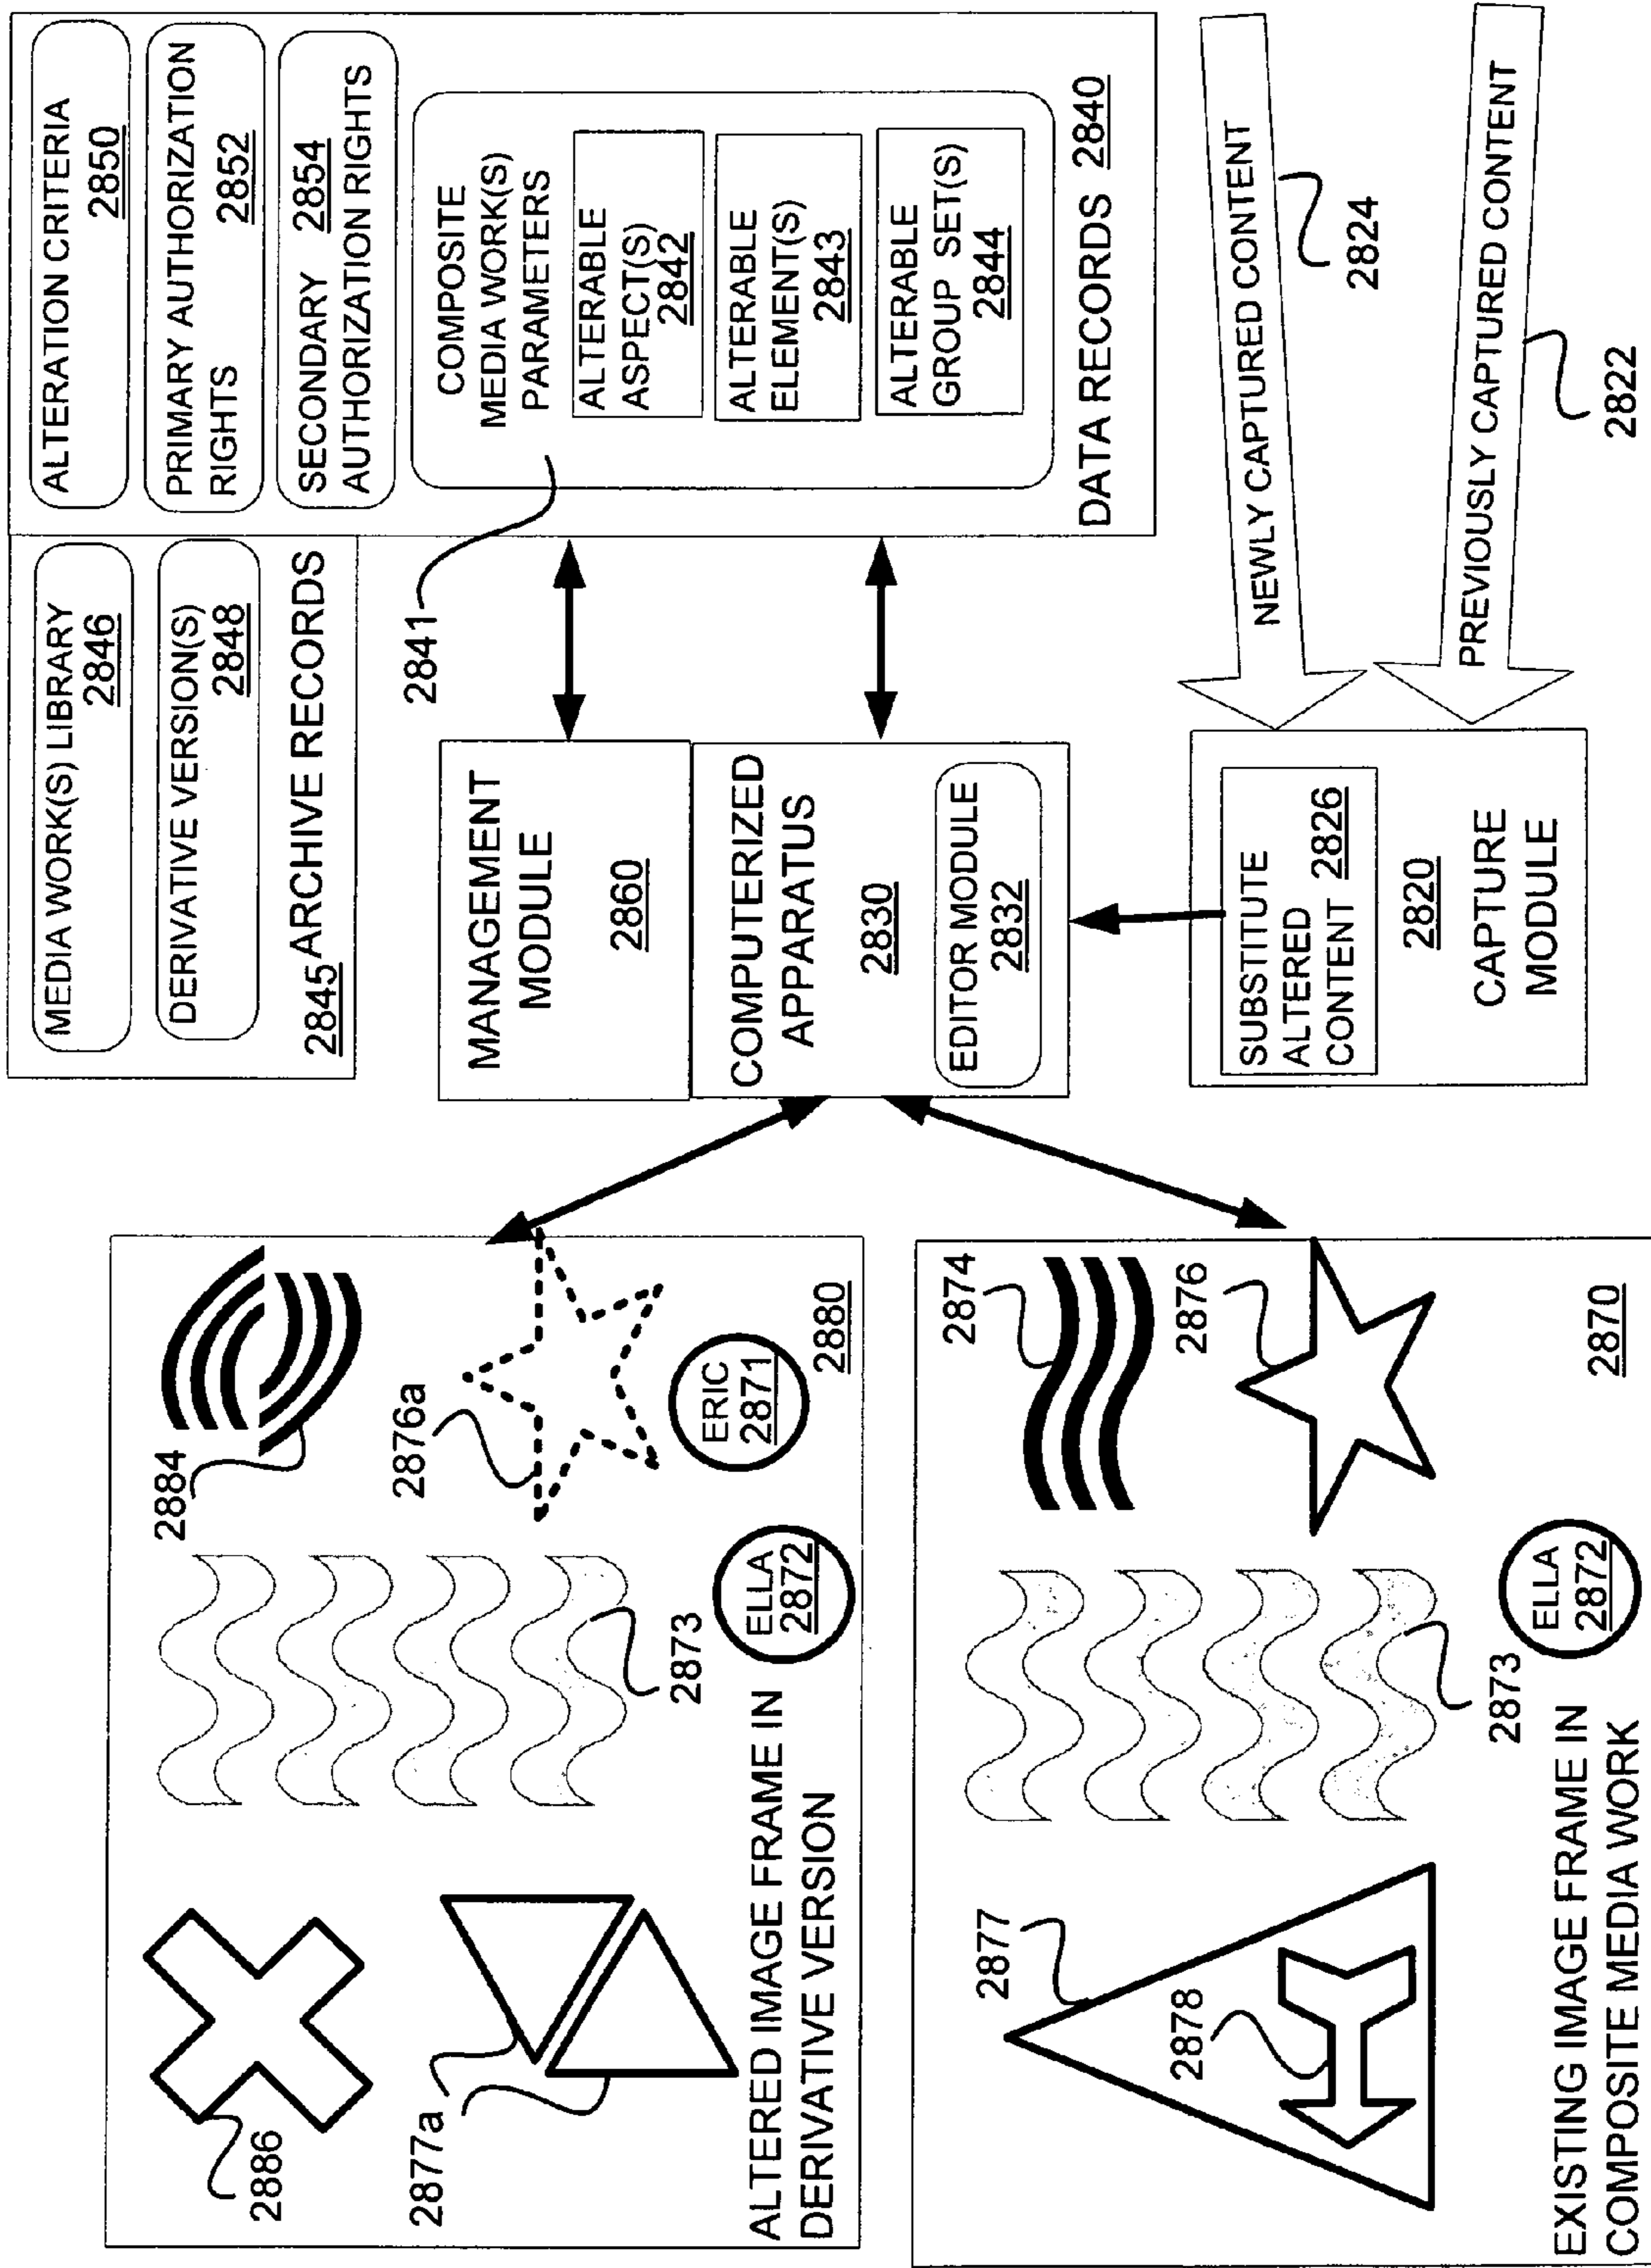 2886
2877a
ALTERED IMAGE FRAME IN
DERIVATIVE VERSION
2884
2873
2876a
ELLA
2872
ERIC
2871
2880
2877
2878
EXISTING IMAGE FRAME IN
COMPOSITE MEDIA WORK
2873
ELLA
2872
2874
2876
2870
MEDIA WORK(S) LIBRARY
2846
DERIVATIVE VERSION(S)
2848
2845 ARCHIVE RECORDS
MANAGEMENT
MODULE
2860
COMPUTERIZED
APPARATUS
2830
EDITOR MODULE
2832
SUBSTITUTE
ALTERED
CONTENT 2826
2820
CAPTURE
MODULE
ALTERATION CRITERIA
2850
PRIMARY AUTHORIZATION
RIGHTS 2852
SECONDARY 2854
AUTHORIZATION RIGHTS
2841
COMPOSITE
MEDIA WORK(S)
PARAMETERS
ALTERABLE
ASPECT(S)
2842
ALTERABLE
ELEMENT(S)
2843
ALTERABLE
GROUP SET(S)
2844
DATA RECORDS 2840
NEWLY CAPTURED CONTENT
2824
PREVIOUSLY CAPTURED CONTENT
2822